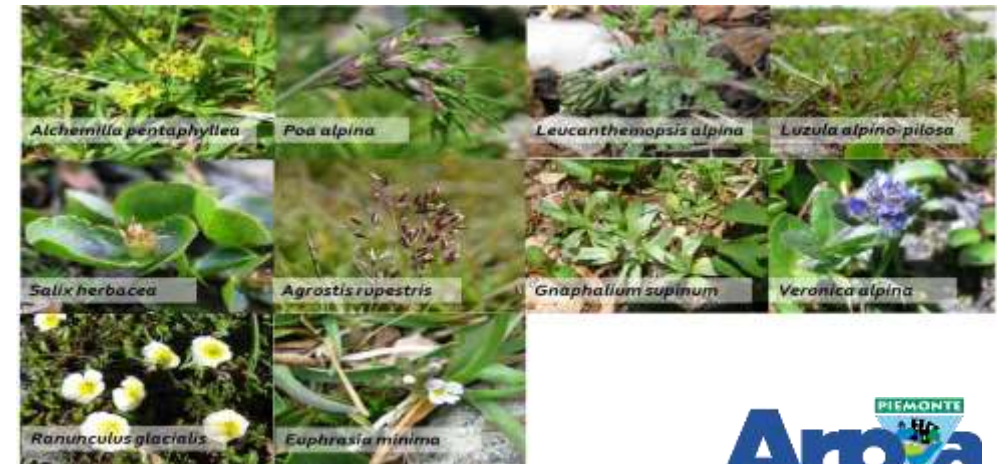 Alchemilla pentaphyllea
Poa alpina
Leucanthemopsis alpina
Luzula alpino-pilosa
Salix herbacea
Agrostis rupestris
Gnaphalium supinum
Veronica alpina
Ranunculus glacialis
Euphrasia minima
PIEMONTE
Arpa